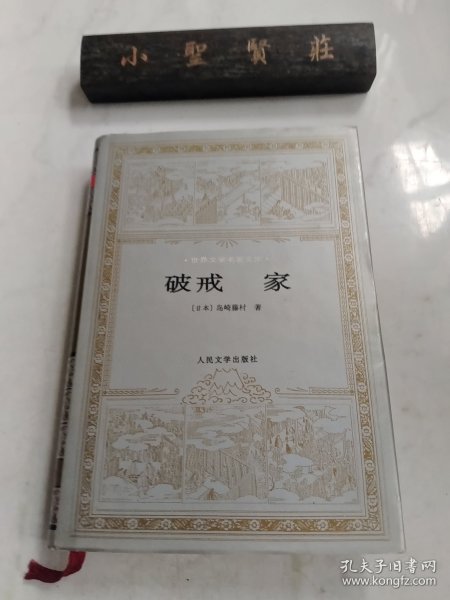 小聖賢莊
·世界文学名著文库·
破戒 家
[日本] 岛崎藤村 著
人民文学出版社
孔夫子旧书网
www.kongfz.com